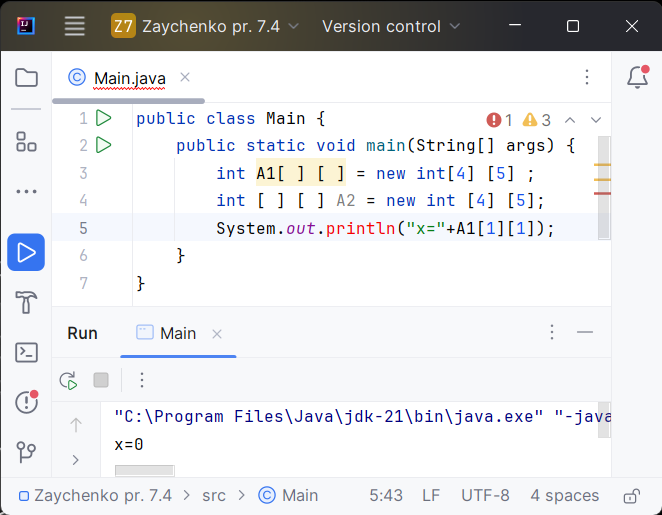 Z7 Zaychenko pr. 7.4 Version control
Main.java
1 public class Main { 1 3
2 public static void main(String[] args) {
3 int A1[ ] [ ] = new int[4] [5] ;
4 int [ ] [ ] A2 = new int [4] [5];
5 System.out.println("x="+A1[1][1]);
6 }
7 }
Run Main
"C:\Program Files\Java\jdk-21\bin\java.exe" "-java
x=0
Zaychenko pr. 7.4 > src > Main 5:43 LF UTF-8 4 spaces